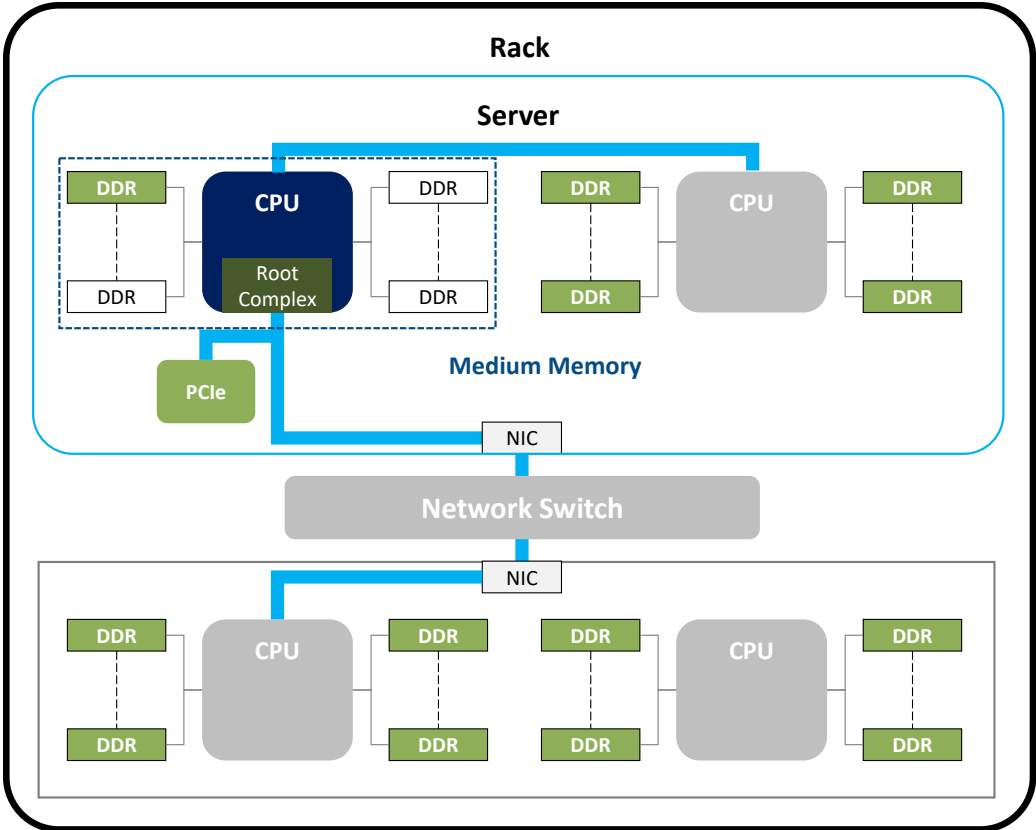 Rack
Server
DDR
CPU
DDR
DDR
CPU
DDR
Root
Complex
DDR
DDR
DDR
DDR
Medium Memory
PCIe
NIC
Network Switch
NIC
DDR
CPU
DDR
DDR
CPU
DDR
DDR
DDR
DDR
DDR